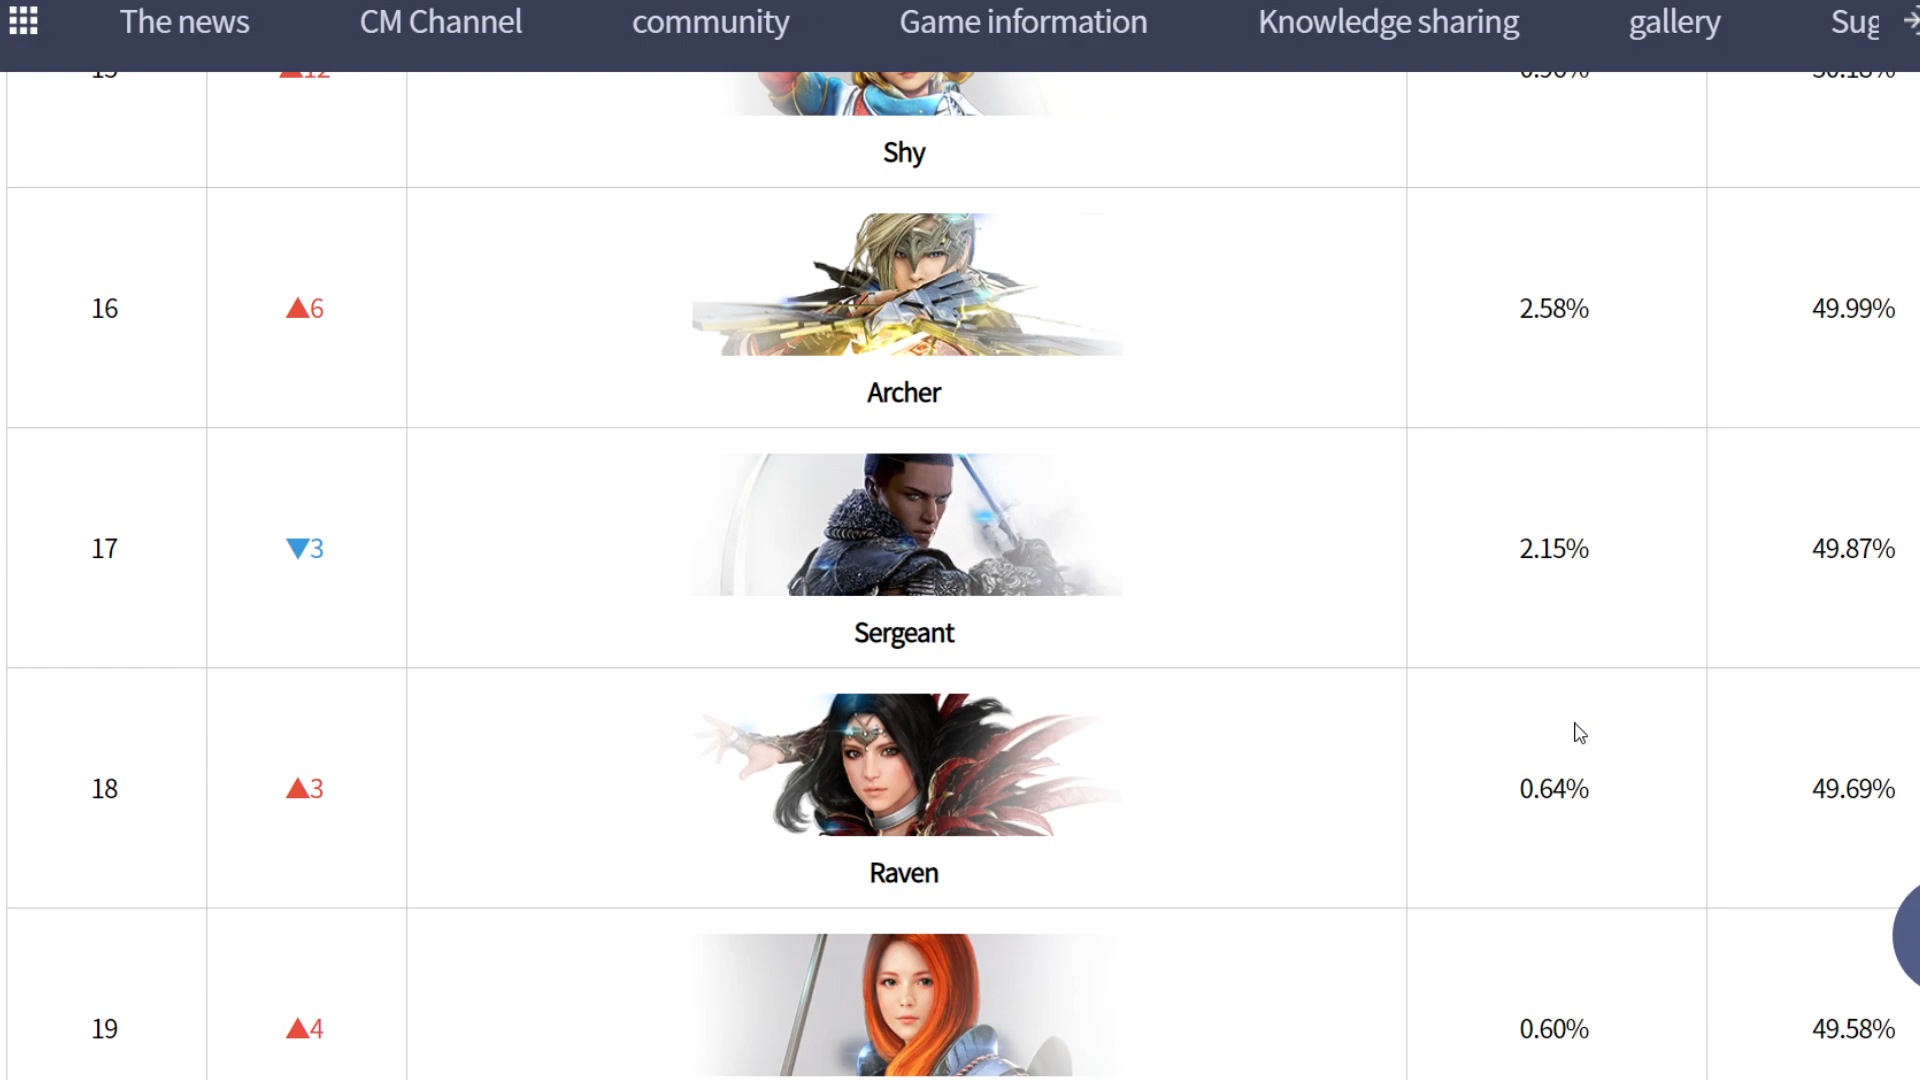 The news CM Channel community Game information Knowledge sharing gallery Sug
Shy
16 ▲6 2.58% 49.99%
Archer
17 ▼3 2.15% 49.87%
Sergeant
18 ▲3 0.64% 49.69%
Raven
19 ▲4 0.60% 49.58%